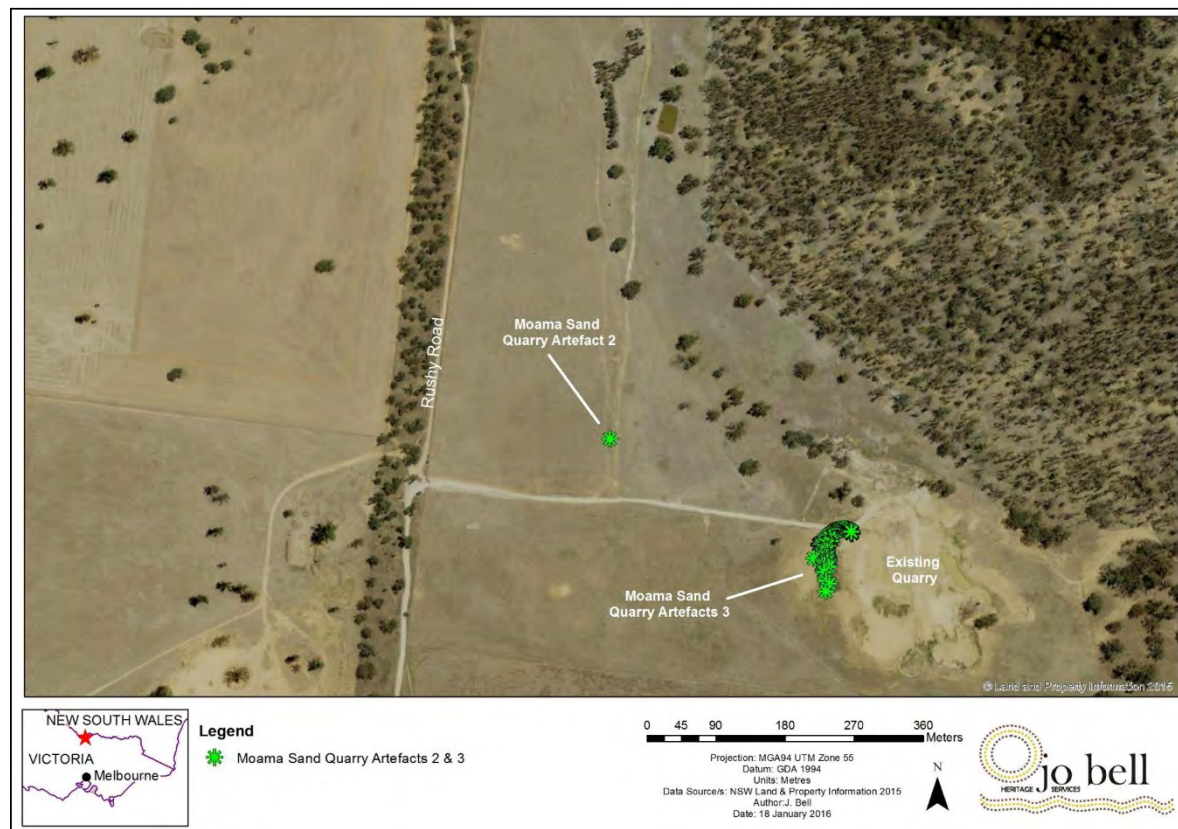 Moama Sand
Quarry Artefact 2
Rushy Road
Existing
Quarry
Moama Sand
Quarry Artefacts 3
© Land and Property Information 2015
NEW SOUTH WALES
VICTORIA
Melbourne
Legend
Moama Sand Quarry Artefacts 2 & 3
0 45 90 180 270 360
Meters
Projection: MGA94 UTM Zone 55
Datum: GDA 1994
Units: Metres
Data Source/s: NSW Land & Property Information 2015
Author:J. Bell
Date: 18 January 2016
N
jo bell
HERITAGE SERVICES